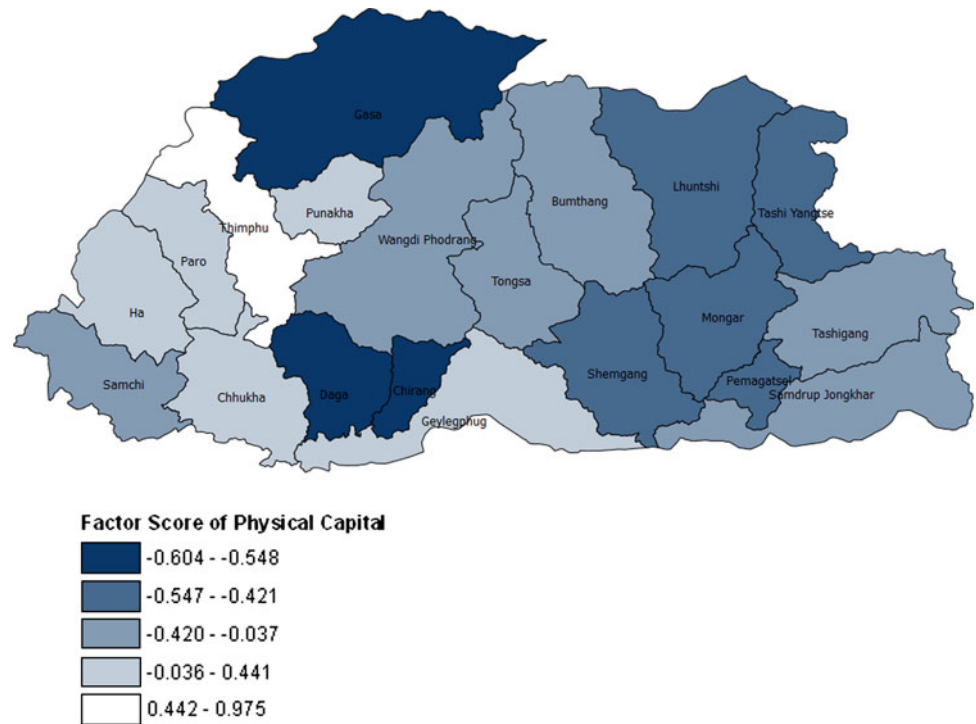 Gasa
Lhuntshi
Tashi Yangtse
Bumthang
Punakha
Thimphu
Wangdi Phodrang
Paro
Tongsa
Ha
Mongar
Tashigang
Shemgang
Pemagatsel
Samchi
Chhukha
Daga
Chirang
Samdrup Jongkhar
Geylegphug
Factor Score of Physical Capital
-0.604 - -0.548
-0.547 - -0.421
-0.420 - -0.037
-0.036 - 0.441
0.442 - 0.975